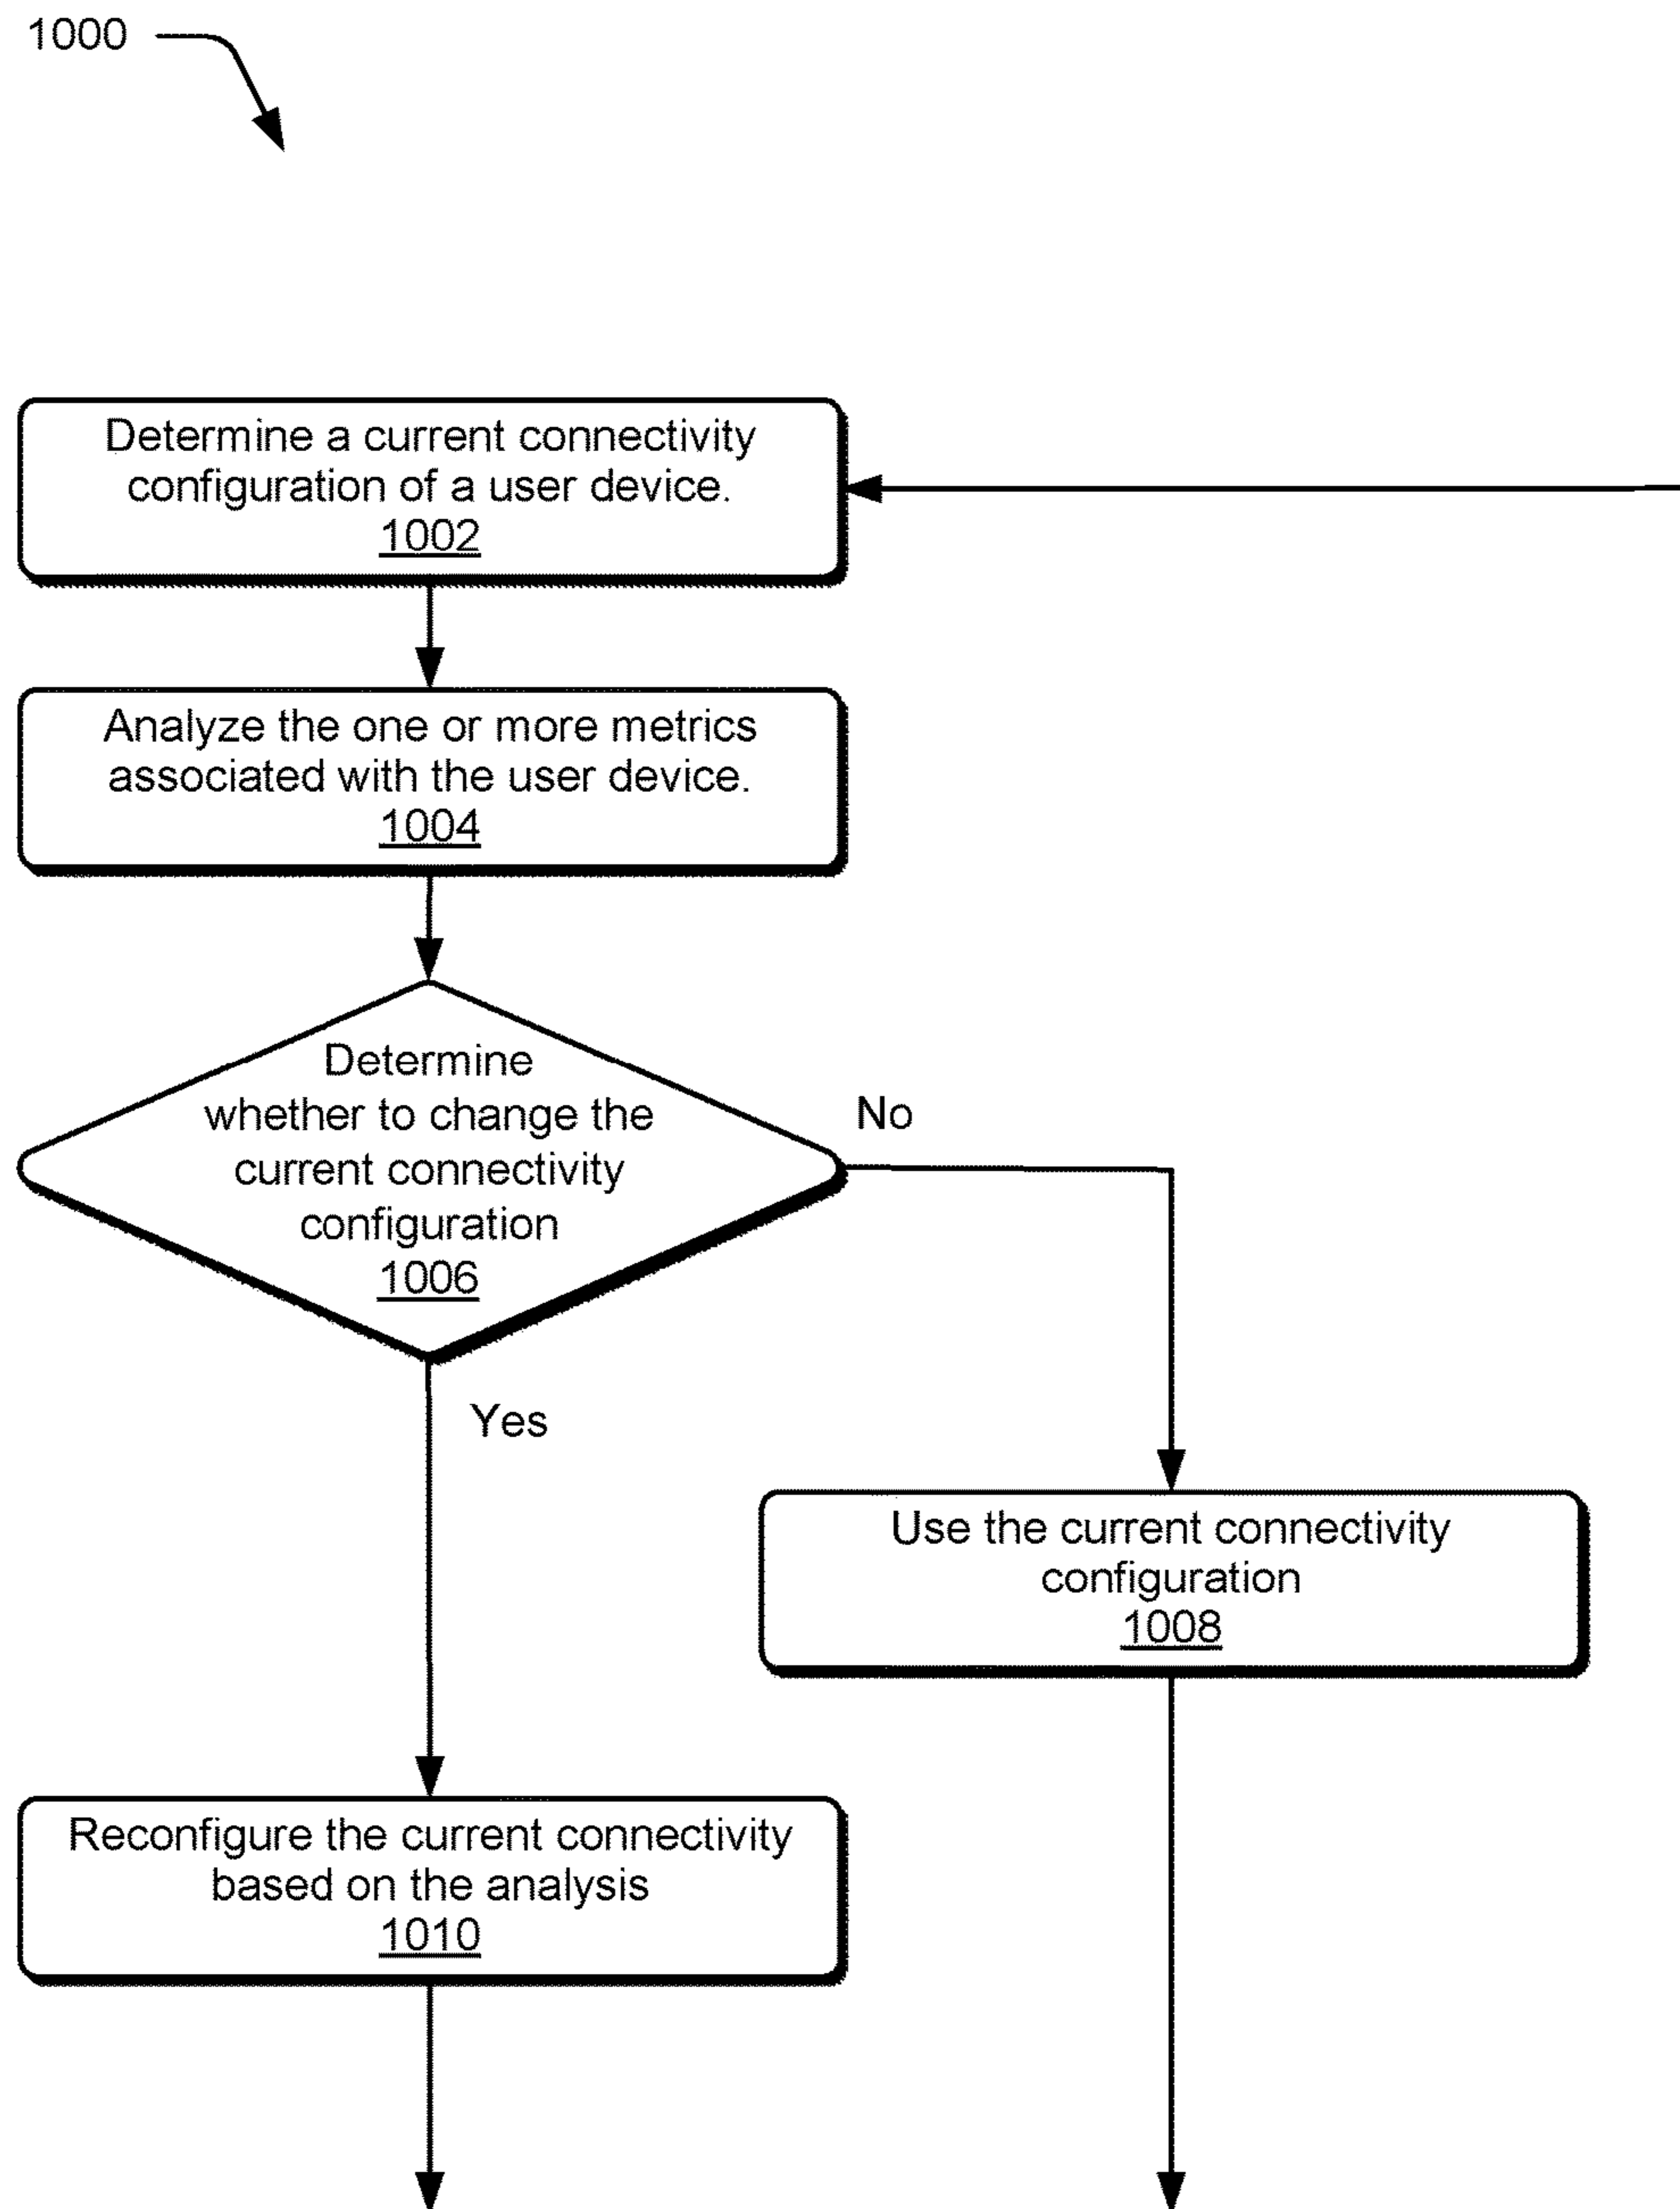 1000
Determine a current connectivity
configuration of a user device.
1002
Analyze the one or more metrics
associated with the user device.
1004
Determine
whether to change the
current connectivity
configuration
1006
No
Yes
Use the current connectivity
configuration
1008
Reconfigure the current connectivity
based on the analysis
1010